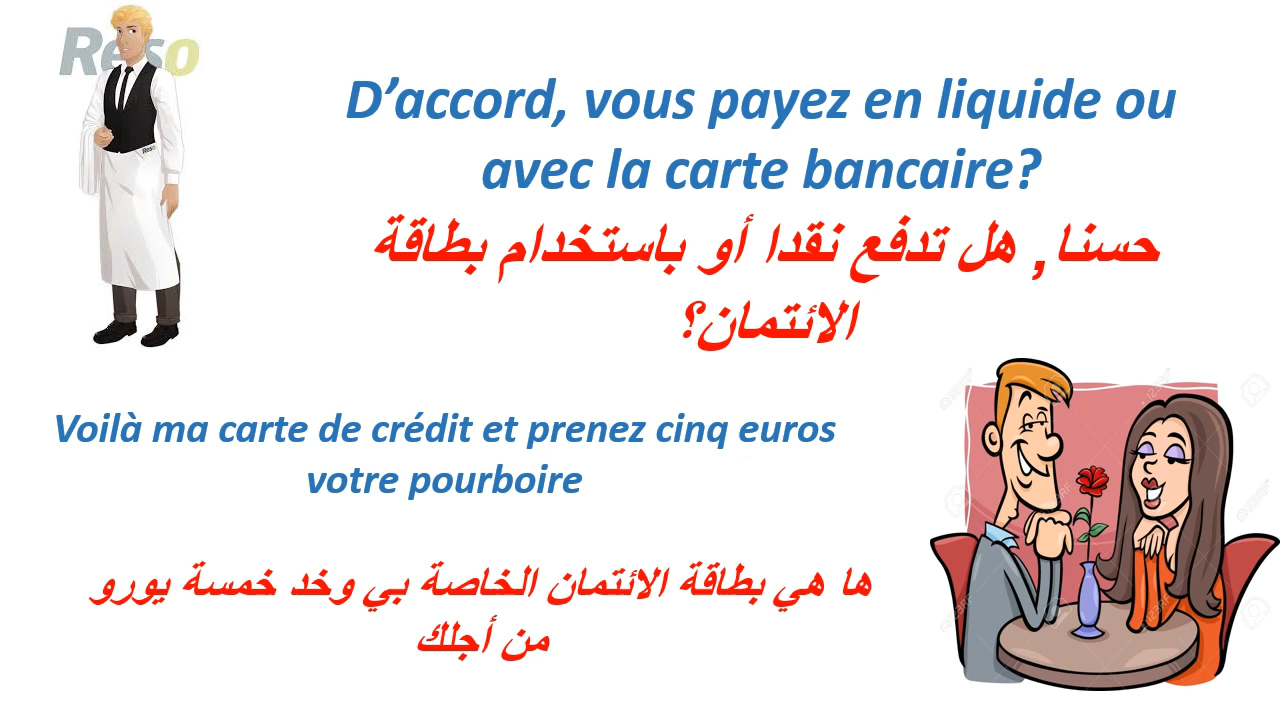 Reso
Reso
D’accord, vous payez en liquide ou
avec la carte bancaire?
حسنا , هل تدفع نقدا أو باستخدام بطاقة
الائتمان؟
Voilà ma carte de crédit et prenez cinq euros
votre pourboire
ها هي بطاقة الائتمان الخاصة بي وخد خمسة يورو
من أجلك